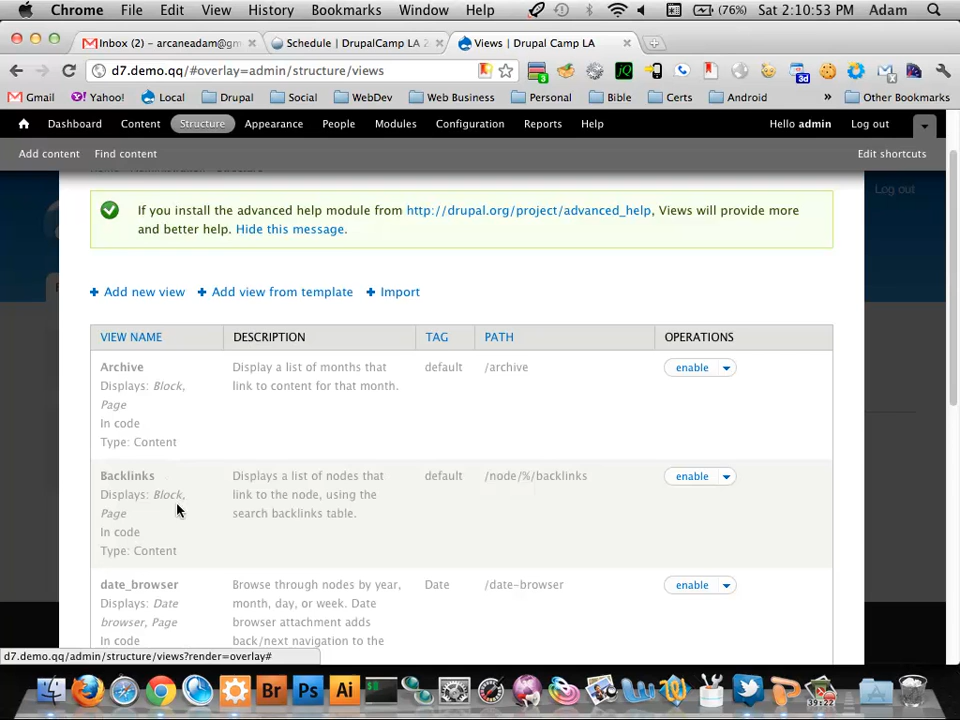 Chrome File Edit View History Bookmarks Window Help (76%) Sat 2:10:53 PM Adam
Inbox (2) - arcaneadam@gm Schedule | DrupalCamp LA 2 Views | Drupal Camp LA
d7.demo.qq/#overlay=admin/structure/views
Gmail Yahoo! Local Drupal Social WebDev Web Business Personal Bible Certs Android » Other Bookmarks
Dashboard Content Structure Appearance People Modules Configuration Reports Help Hello admin Log out
Add content Find content Edit shortcuts
Log out
If you install the advanced help module from http://drupal.org/project/advanced_help, Views will provide more
and better help. Hide this message.
Add new view Add view from template Import
VIEW NAME DESCRIPTION TAG PATH OPERATIONS
Archive Display a list of months that default /archive enable
Displays: Block, link to content for that month.
Page
In code
Type: Content
Backlinks Displays a list of nodes that default /node/%/backlinks enable
Displays: Block, link to the node, using the
Page search backlinks table.
In code
Type: Content
date_browser Browse through nodes by year, Date /date-browser enable
Displays: Date month, day, or week. Date
browser, Page browser attachment adds
In code back/next navigation to the
d7.demo.qq/admin/structure/views?render=overlay#
Br Ps Ai
39:22